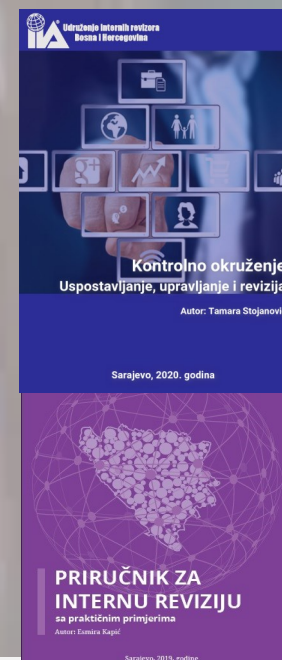 IIA
Udruženje internih revizora
Bosna i Hercegovina
Kontrolno okruženje
Uspostavljanje, upravljanje i revizija
Autor: Tamara Stojanovi
Sarajevo, 2020. godina
PRIRUČNIK ZA
INTERNU REVIZIJU
sa praktičnim primjerima
Autor: Esmira Kapić
Sarajevo, 2019. godine